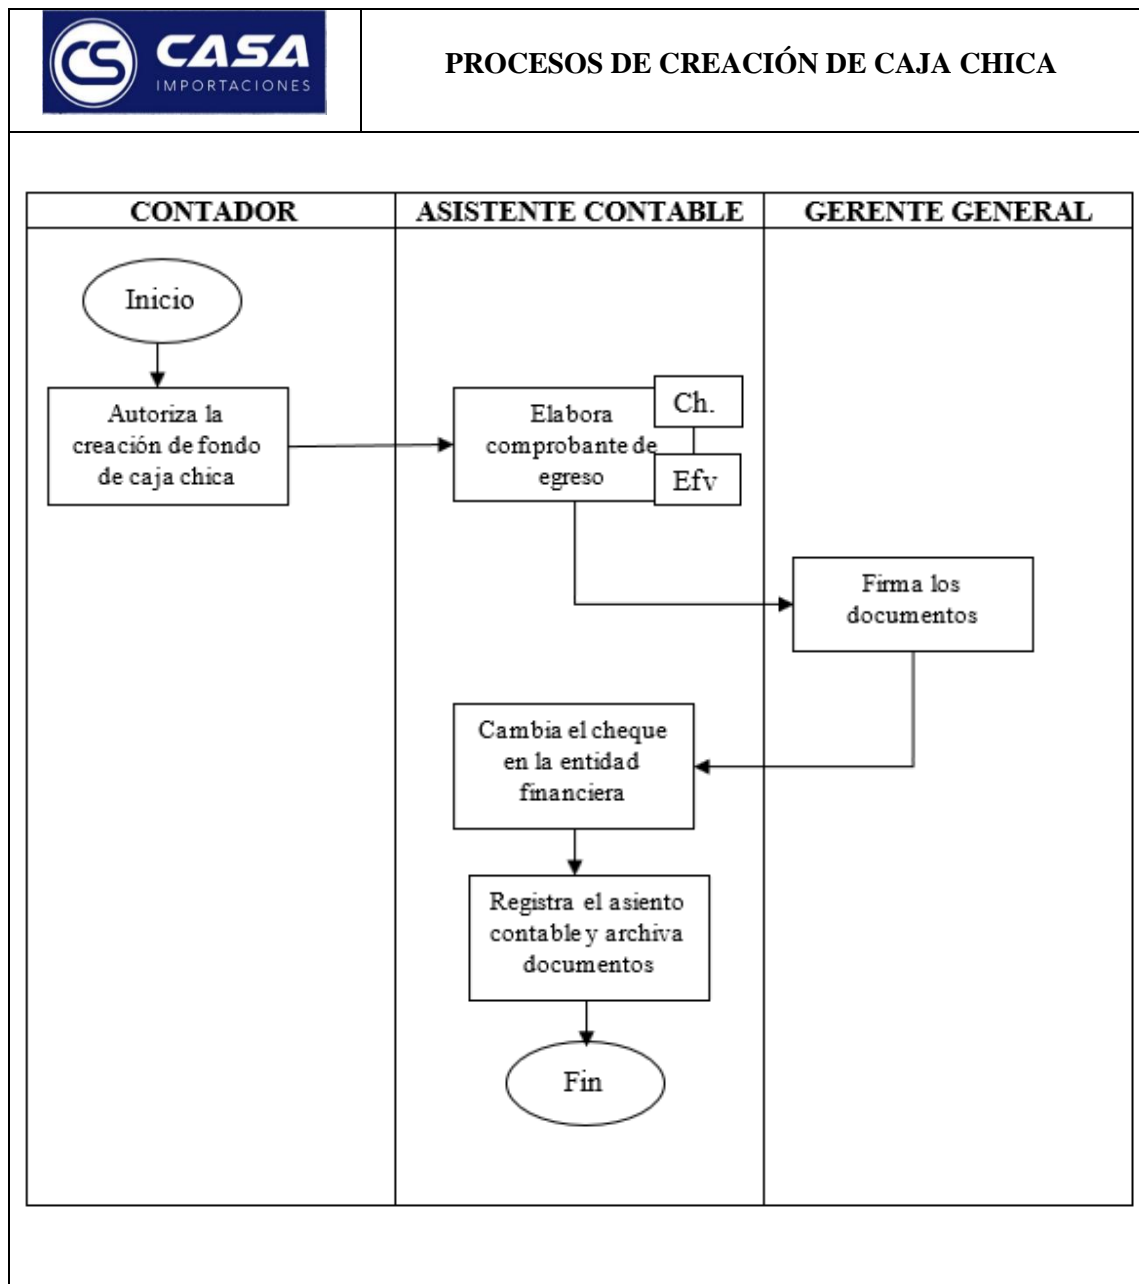 CS CASA
IMPORTACIONES
PROCESOS DE CREACIÓN DE CAJA CHICA
CONTADOR
ASISTENTE CONTABLE
GERENTE GENERAL
Inicio
Autoriza la
creación de fondo
de caja chica
Elabora
comprobante de
egreso
Ch.
Efv
Firma los
documentos
Cambia el cheque
en la entidad
financiera
Registra el asiento
contable y archiva
documentos
Fin